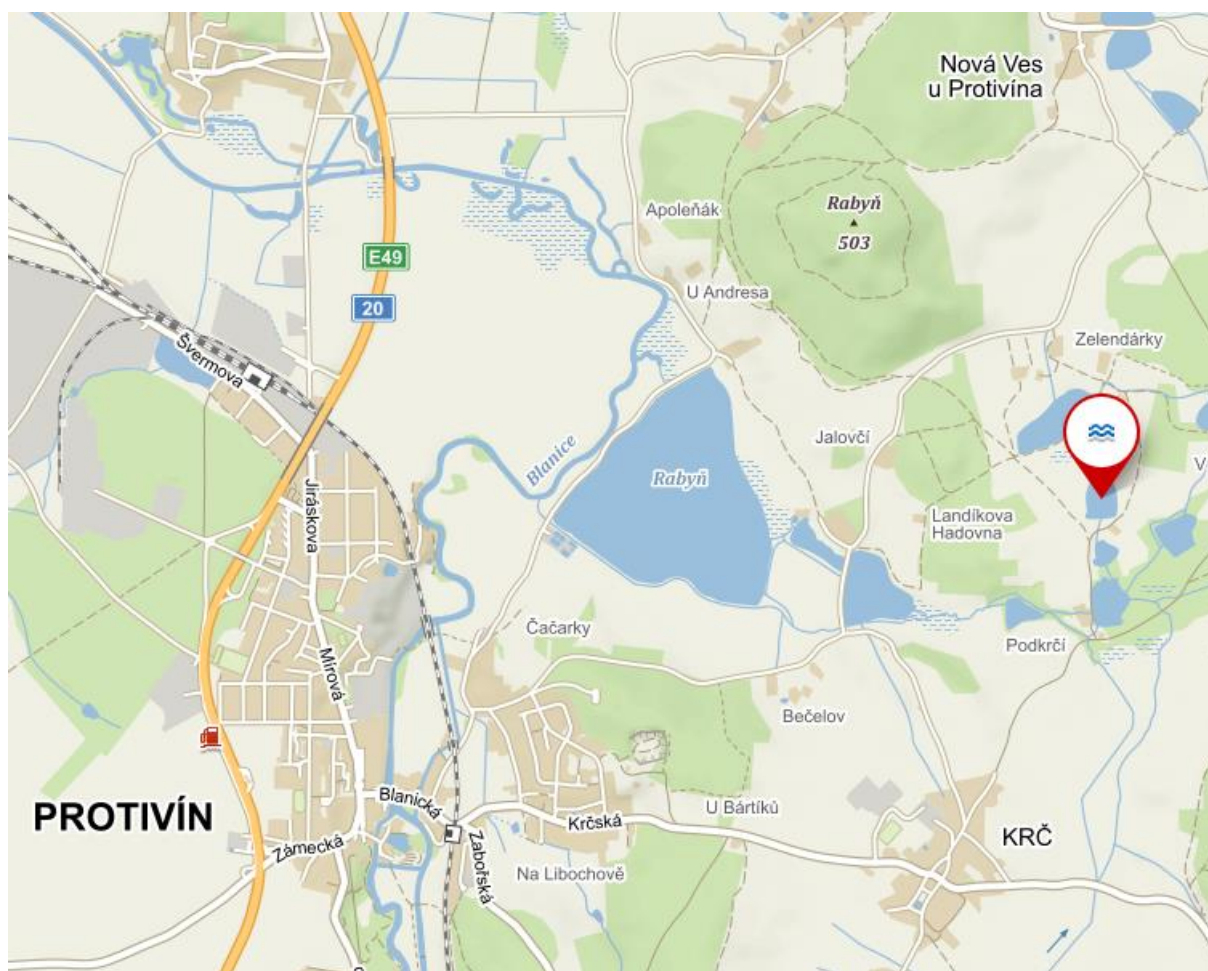 Nová Ves
u Protivína
Rabyň
503
Apoleňák
E49
U Andresa
20
Zelendárky
Švermova
Jalovčí
Blanice
Rabyň
V
Jiráskova
Landíkova
Hadovna
Čačarky
Podkrčí
Mírová
Bečelov
Blanická
U Bártíků
PROTIVÍN
Krčská
KRČ
Zámecká
Zabořská
Na Libochově